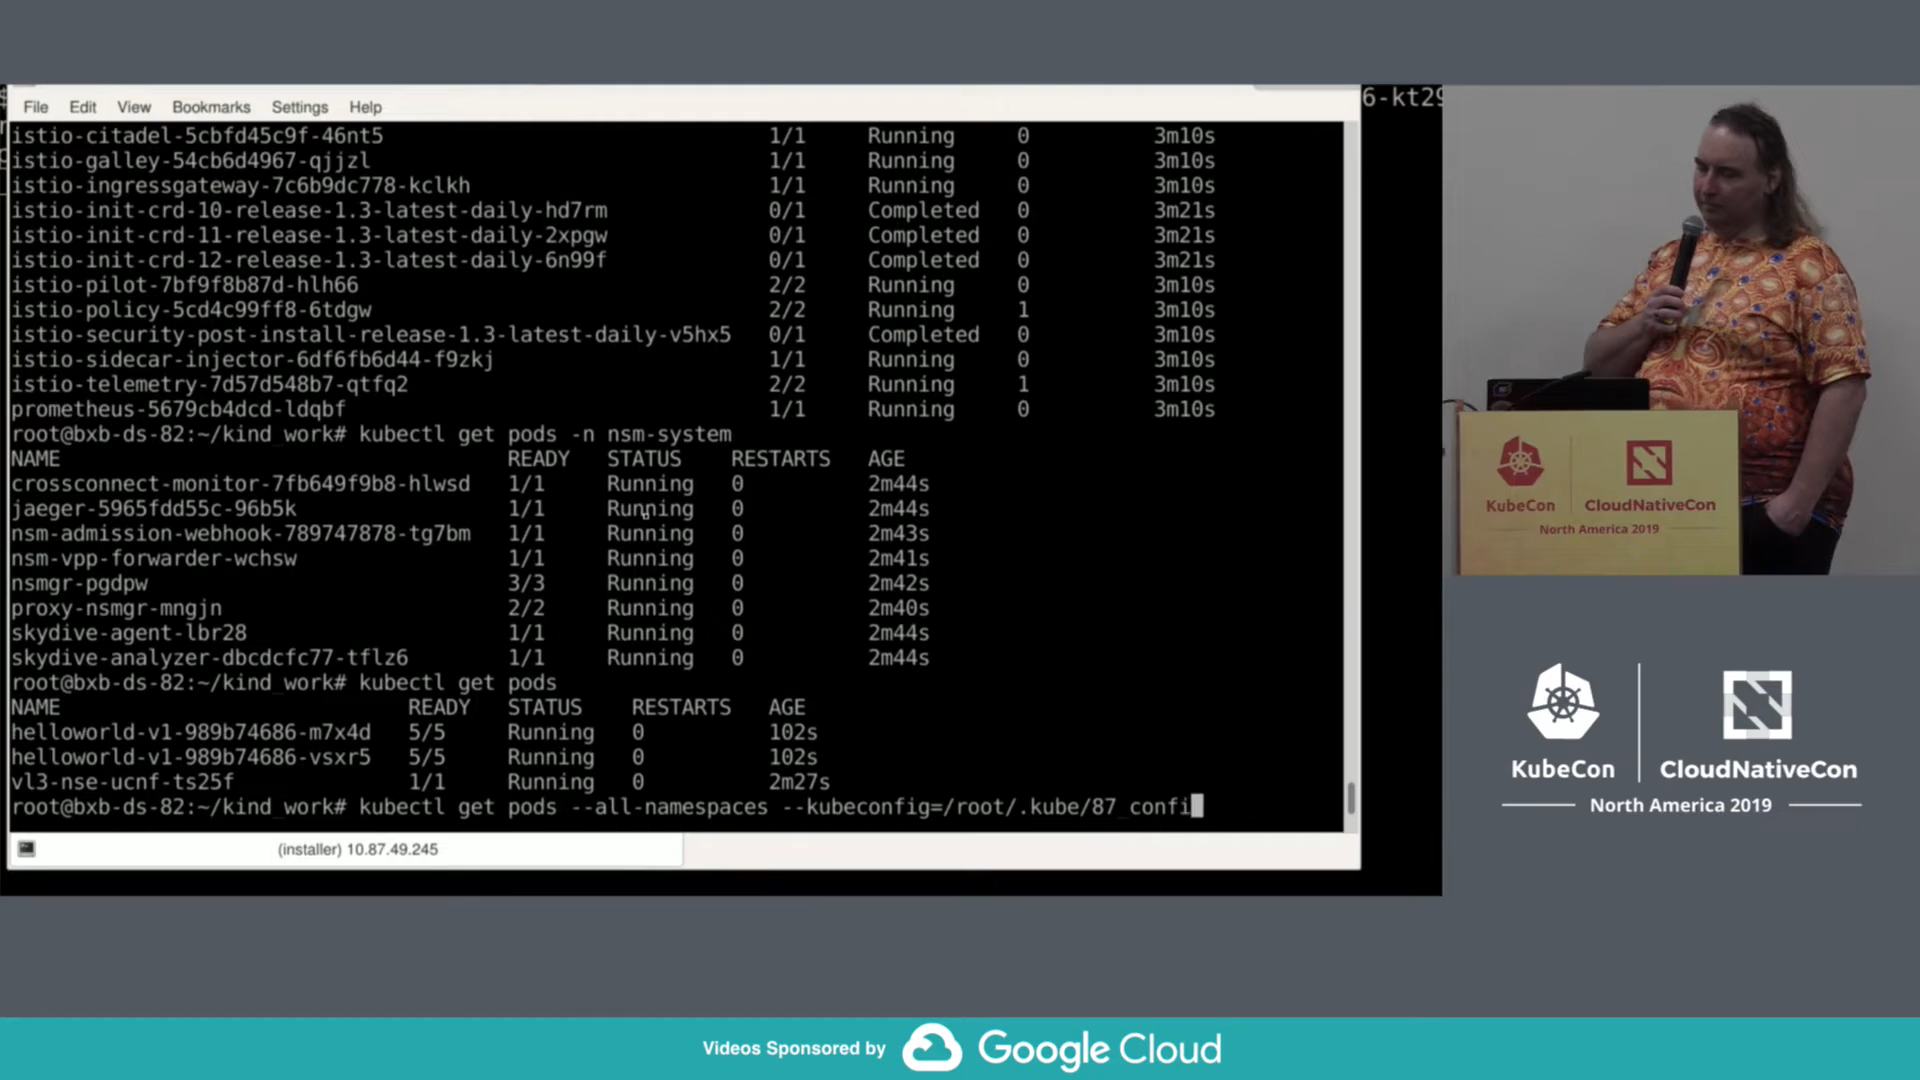 File Edit View Bookmarks Settings Help
6-kt29
istio-citadel-5cbfd45c9f-46nt5 1/1 Running 0 3m10s
istio-galley-54cb6d4967-qjjzl 1/1 Running 0 3m10s
istio-ingressgateway-7c6b9dc778-kclkh 1/1 Running 0 3m10s
istio-init-crd-10-release-1.3-latest-daily-hd7rm 0/1 Completed 0 3m21s
istio-init-crd-11-release-1.3-latest-daily-2xpgw 0/1 Completed 0 3m21s
istio-init-crd-12-release-1.3-latest-daily-6n99f 0/1 Completed 0 3m21s
istio-pilot-7bf9f8b87d-hlh66 2/2 Running 0 3m10s
istio-policy-5cd4c99ff8-6tdgw 2/2 Running 1 3m10s
istio-security-post-install-release-1.3-latest-daily-v5hx5 0/1 Completed 0 3m10s
istio-sidecar-injector-6df6fb6d44-f9zkj 1/1 Running 0 3m10s
istio-telemetry-7d57d548b7-qtfq2 2/2 Running 1 3m10s
prometheus-5679cb4dcd-ldqbf 1/1 Running 0 3m10s
root@bxb-ds-82:~/kind_work# kubectl get pods -n nsm-system
NAME READY STATUS RESTARTS AGE
crossconnect-monitor-7fb649f9b8-hlwsd 1/1 Running 0 2m44s
jaeger-5965fdd55c-96b5k 1/1 Running 0 2m44s
nsm-admission-webhook-789747878-tg7bm 1/1 Running 0 2m43s
nsm-vpp-forwarder-wchsw 1/1 Running 0 2m41s
nsmgr-pgdpw 3/3 Running 0 2m42s
proxy-nsmgr-mngjn 2/2 Running 0 2m40s
skydive-agent-lbr28 1/1 Running 0 2m44s
skydive-analyzer-dbcdcfc77-tflz6 1/1 Running 0 2m44s
root@bxb-ds-82:~/kind_work# kubectl get pods
NAME READY STATUS RESTARTS AGE
helloworld-v1-989b74686-m7x4d 5/5 Running 0 102s
helloworld-v1-989b74686-vsxr5 5/5 Running 0 102s
vl3-nse-ucnf-ts25f 1/1 Running 0 2m27s
root@bxb-ds-82:~/kind_work# kubectl get pods --all-namespaces --kubeconfig=/root/.kube/87_confi
(installer) 10.87.49.245
KubeCon CloudNativeCon
North America 2019
KubeCon CloudNativeCon
North America 2019
Videos Sponsored by Google Cloud